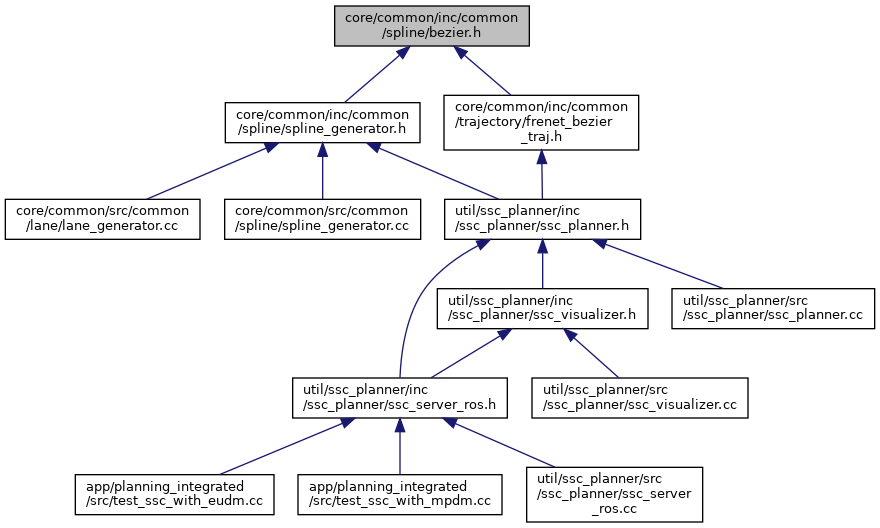 core/common/inc/common
/spline/bezier.h
core/common/inc/common
/spline/spline_generator.h
core/common/inc/common
/trajectory/frenet_bezier
_traj.h
core/common/src/common
/lane/lane_generator.cc
core/common/src/common
/spline/spline_generator.cc
util/ssc_planner/inc
/ssc_planner/ssc_planner.h
util/ssc_planner/inc
/ssc_planner/ssc_visualizer.h
util/ssc_planner/src
/ssc_planner/ssc_planner.cc
util/ssc_planner/inc
/ssc_planner/ssc_server_ros.h
util/ssc_planner/src
/ssc_planner/ssc_visualizer.cc
app/planning_integrated
/src/test_ssc_with_eudm.cc
app/planning_integrated
/src/test_ssc_with_mpdm.cc
util/ssc_planner/src
/ssc_planner/ssc_server
_ros.cc